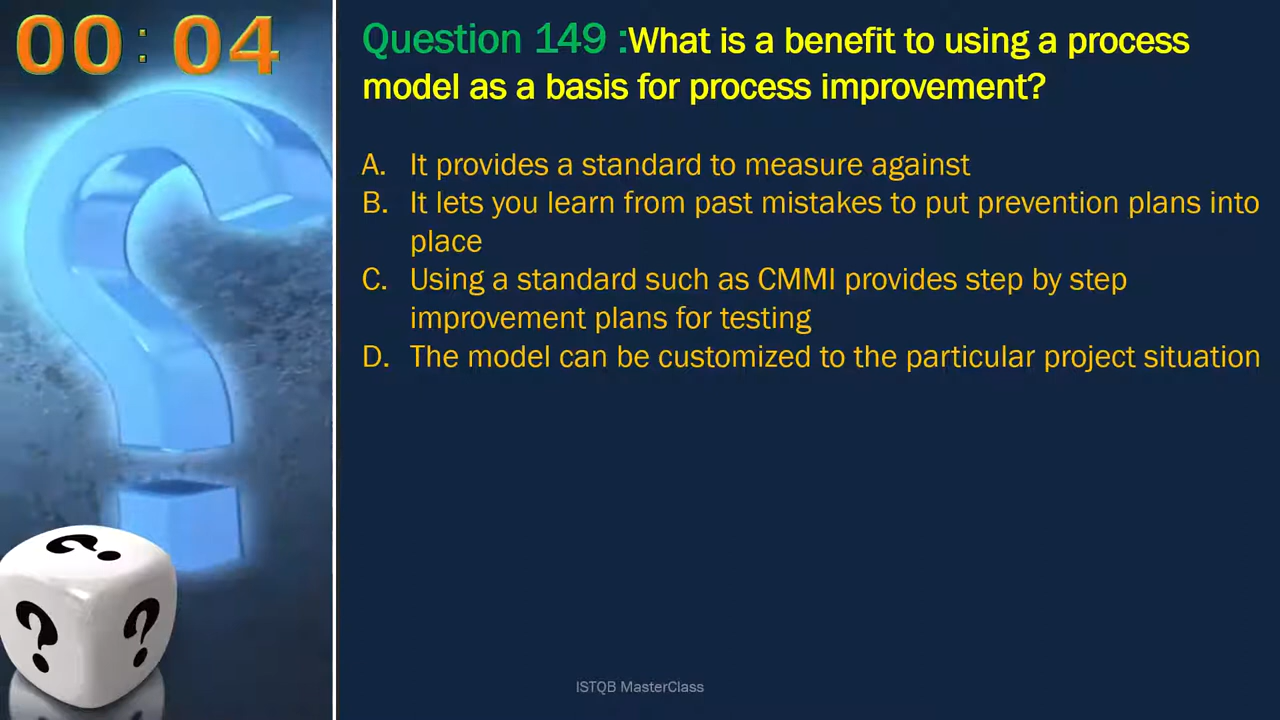 00:04
Question 149 :What is a benefit to using a process
model as a basis for process improvement?
A. It provides a standard to measure against
B. It lets you learn from past mistakes to put prevention plans into
place
C. Using a standard such as CMMI provides step by step
improvement plans for testing
D. The model can be customized to the particular project situation
? ? ?
ISTQB MasterClass